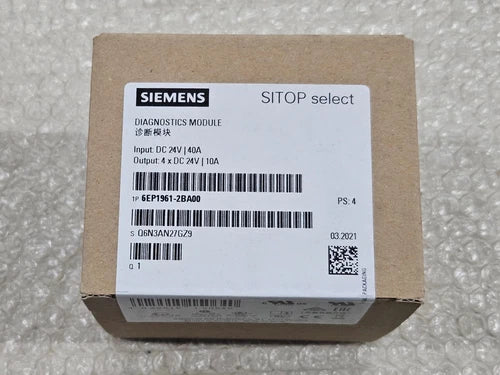 SIEMENS
SITOP select
DIAGNOSTICS MODULE
诊断模块
Input: DC 24V | 40A
Output: 4 x DC 24V | 10A
1P 6EP1961-2BA00
PS: 4
S Q6N3AN27GZ9
03.2021
Q 1
PACKAGING